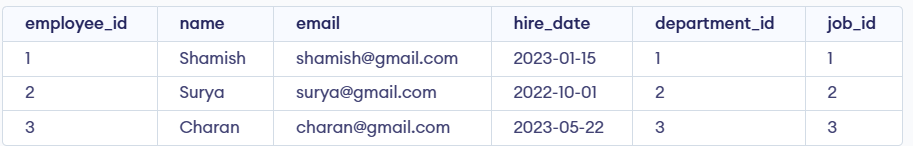 employee_id name email hire_date department_id job_id
1 Shamish shamish@gmail.com 2023-01-15 1 1
2 Surya surya@gmail.com 2022-10-01 2 2
3 Charan charan@gmail.com 2023-05-22 3 3